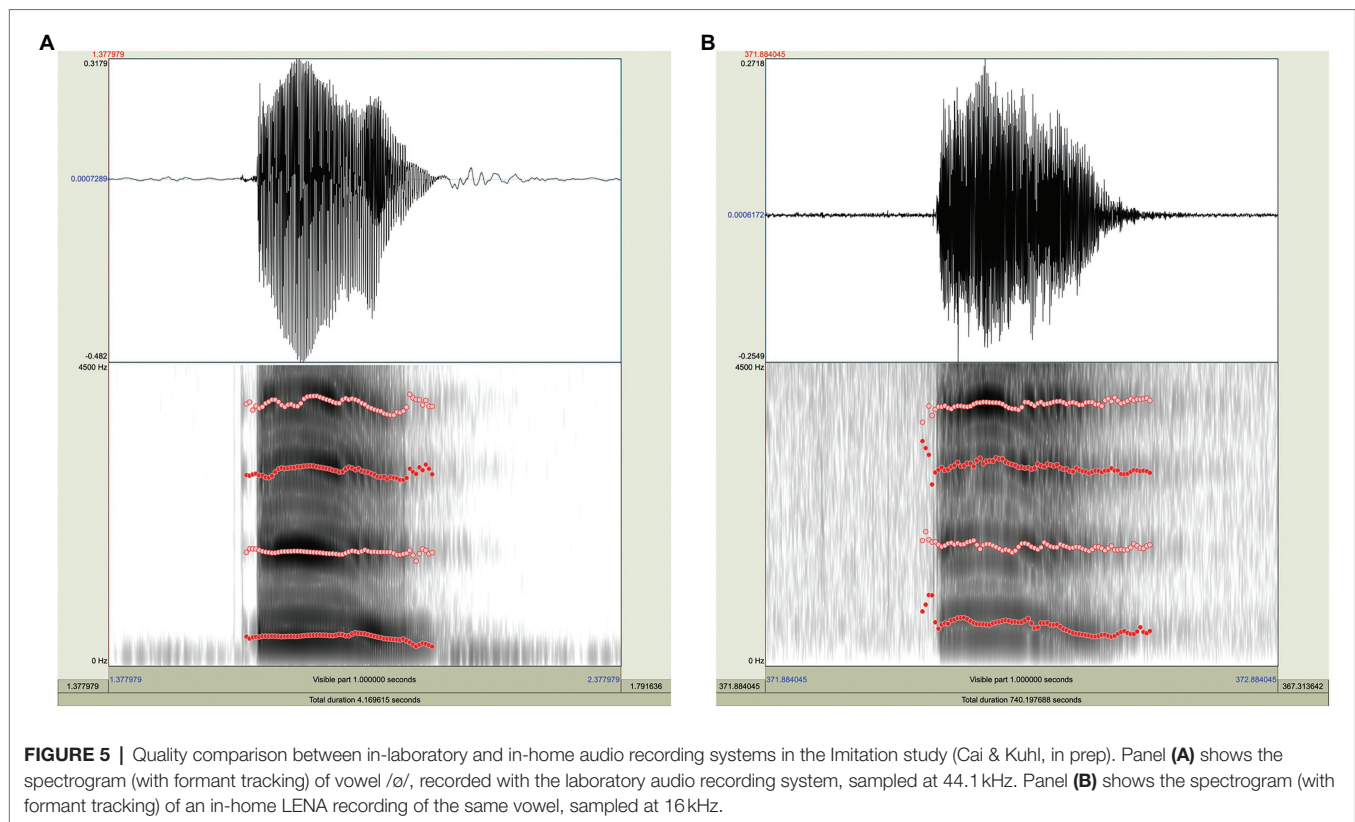 A
1.377979
0.3179
0.0007289
-0.482
4500 Hz
0 Hz
1.377979
Visible part 1.000000 seconds
2.377979
1.377979
1.791636
Total duration 4.169615 seconds
B
371.884045
0.2718
0.0006172
-0.2549
4500 Hz
0 Hz
371.884045
Visible part 1.000000 seconds
372.884045
371.884045
367.313642
Total duration 740.197688 seconds
FIGURE 5 | Quality comparison between in-laboratory and in-home audio recording systems in the Imitation study (Cai & Kuhl, in prep). Panel (A) shows the
spectrogram (with formant tracking) of vowel /ø/, recorded with the laboratory audio recording system, sampled at 44.1 kHz. Panel (B) shows the spectrogram (with
formant tracking) of an in-home LENA recording of the same vowel, sampled at 16 kHz.